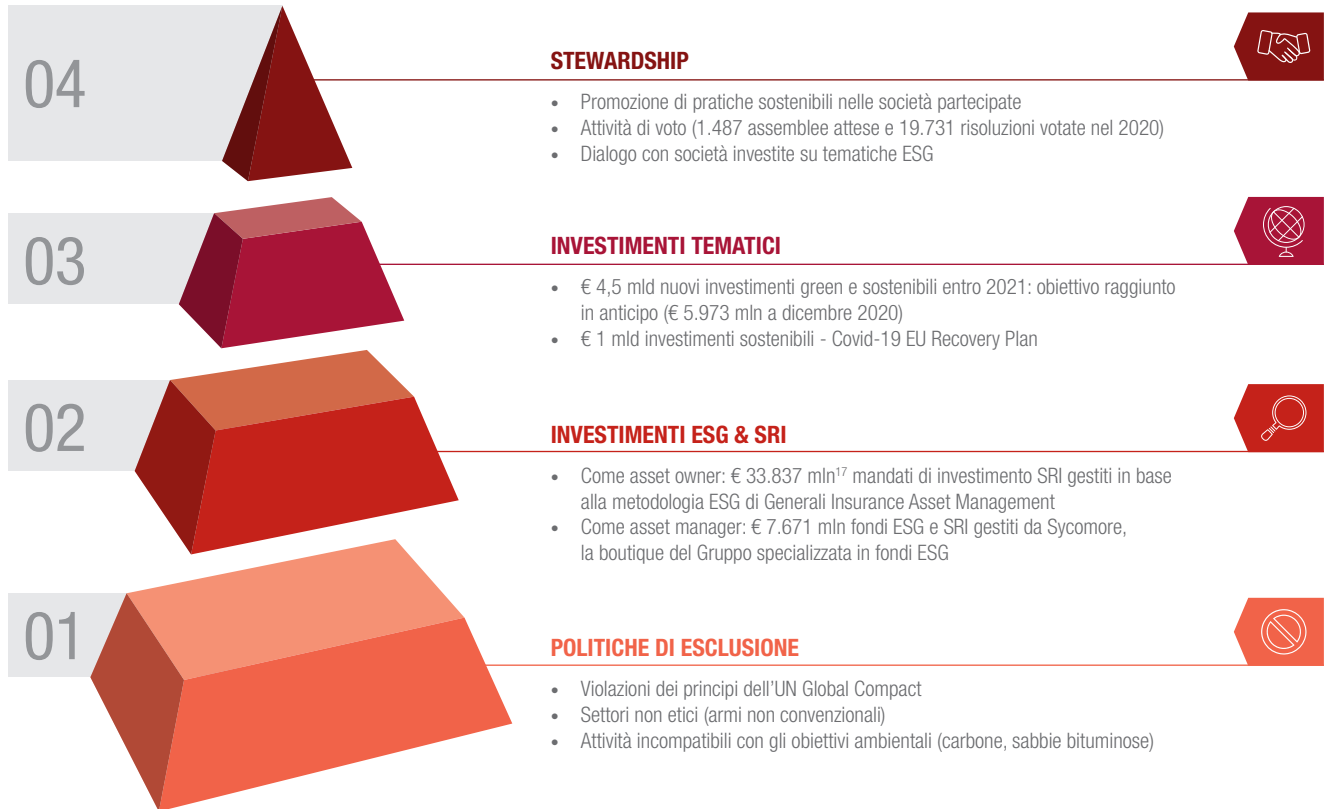 04
STEWARDSHIP
• Promozione di pratiche sostenibili nelle società partecipate
• Attività di voto (1.487 assemblee attese e 19.731 risoluzioni votate nel 2020)
• Dialogo con società investite su tematiche ESG
03
INVESTIMENTI TEMATICI
• € 4,5 mld nuovi investimenti green e sostenibili entro 2021: obiettivo raggiunto
in anticipo (€ 5.973 mln a dicembre 2020)
• € 1 mld investimenti sostenibili - Covid-19 EU Recovery Plan
02
INVESTIMENTI ESG & SRI
• Come asset owner: € 33.837 mln¹⁷ mandati di investimento SRI gestiti in base
alla metodologia ESG di Generali Insurance Asset Management
• Come asset manager: € 7.671 mln fondi ESG e SRI gestiti da Sycomore,
la boutique del Gruppo specializzata in fondi ESG
01
POLITICHE DI ESCLUSIONE
• Violazioni dei principi dell'UN Global Compact
• Settori non etici (armi non convenzionali)
• Attività incompatibili con gli obiettivi ambientali (carbone, sabbie bituminose)